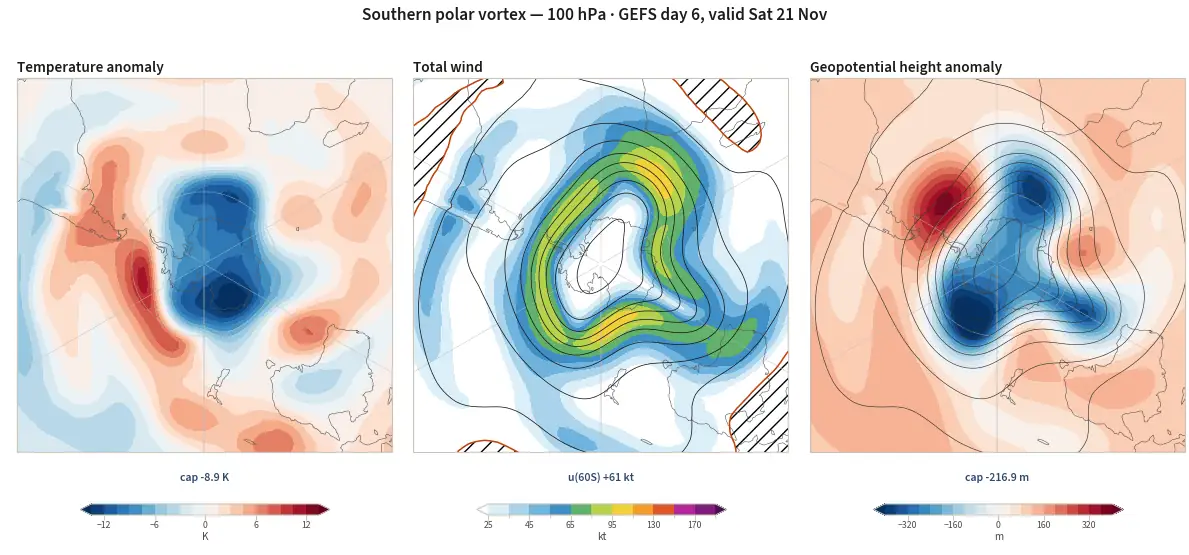 Southern polar vortex — 100 hPa · GEFS day 6, valid Sat 21 Nov
Temperature anomaly
Total wind
Geopotential height anomaly
cap -8.9 K
u(60S) +61 kt
cap -216.9 m
−12 −6 0 6 12
K
25 45 65 95 130 170
kt
−320 −160 0 160 320
m